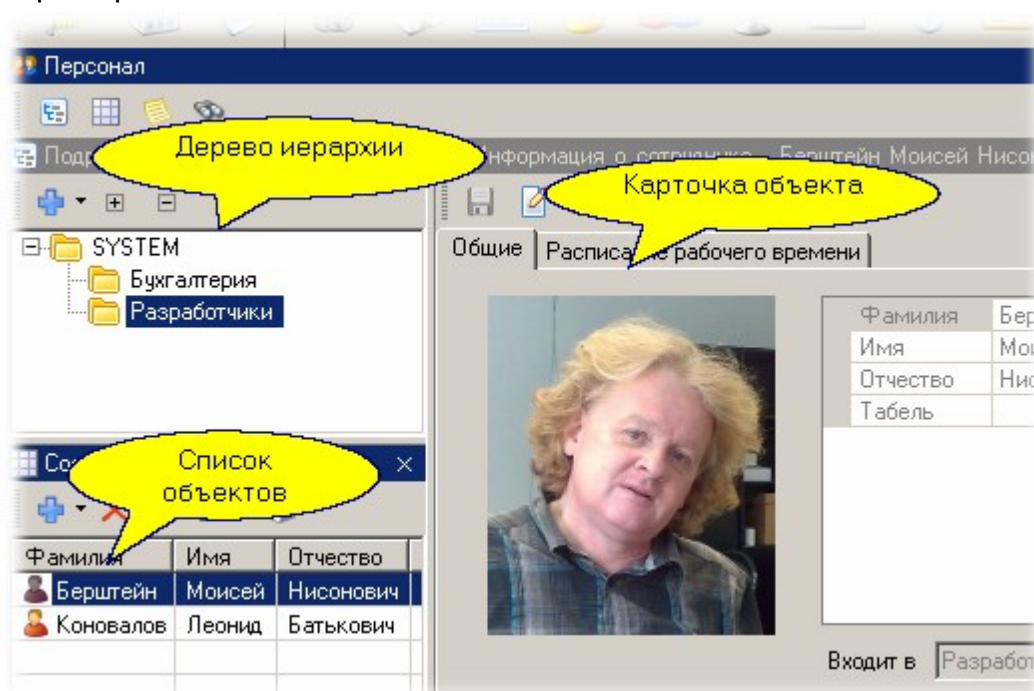 Персонал
Дерево иерархии
Информация о сотруднике - Берштейн Моисей
Карточка объекта
SYSTEM
Бухгалтерия
Разработчики
Общие
Расписание рабочего времени
Фамилия
Имя
Отчество
Табель
Список
объектов
Фамилия Имя Отчество
Берштейн Моисей Нисонович
Коновалов Леонид Батькович
Входит в